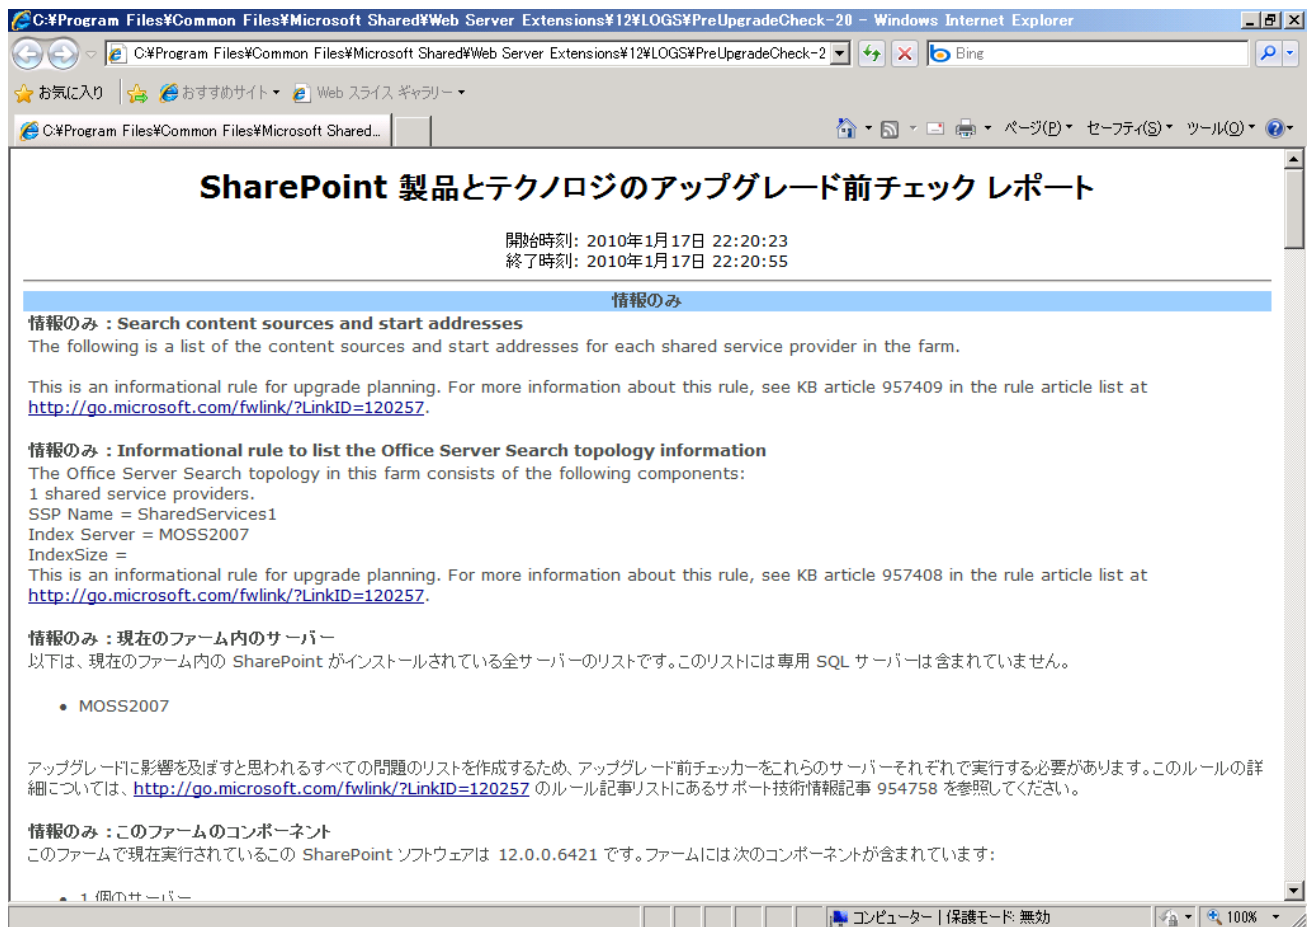 C:¥Program Files¥Common Files¥Microsoft Shared¥Web Server Extensions¥12¥LOGS¥PreUpgradeCheck-20 - Windows Internet Explorer
C:¥Program Files¥Common Files¥Microsoft Shared¥Web Server Extensions¥12¥LOGS¥PreUpgradeCheck-2
Bing
お気に入り
おすすめサイト
Web スライス ギャラリー
C:¥Program Files¥Common Files¥Microsoft Shared...
ページ(P)
セーフティ(S)
ツール(O)
SharePoint 製品とテクノロジのアップグレード前チェック レポート
開始時刻: 2010年1月17日 22:20:23
終了時刻: 2010年1月17日 22:20:55
情報のみ
情報のみ : Search content sources and start addresses
The following is a list of the content sources and start addresses for each shared service provider in the farm.
This is an informational rule for upgrade planning. For more information about this rule, see KB article 957409 in the rule article list at
http://go.microsoft.com/fwlink/?LinkID=120257.
情報のみ : Informational rule to list the Office Server Search topology information
The Office Server Search topology in this farm consists of the following components:
1 shared service providers.
SSP Name = SharedServices1
Index Server = MOSS2007
IndexSize =
This is an informational rule for upgrade planning. For more information about this rule, see KB article 957408 in the rule article list at
http://go.microsoft.com/fwlink/?LinkID=120257.
情報のみ : 現在のファーム内のサーバー
以下は、現在のファーム内の SharePoint がインストールされている全サーバーのリストです。このリストには専用 SQL サーバーは含まれていません。
• MOSS2007
アップグレードに影響を及ぼすと思われるすべての問題のリストを作成するため、アップグレード前チェッカーをこれらのサーバーそれぞれで実行する必要があります。このルールの詳
細については、http://go.microsoft.com/fwlink/?LinkID=120257 のルール記事リストにあるサポート技術情報記事 954758 を参照してください。
情報のみ : このファームのコンポーネント
このファームで現在実行されているこの SharePoint ソフトウェアは 12.0.0.6421 です。ファームには次のコンポーネントが含まれています:
• 1 個のサーバー
コンピューター | 保護モード: 無効
100%